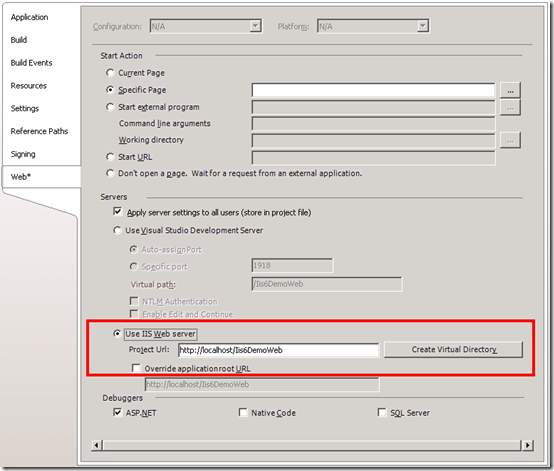 Application
Build
Build Events
Resources
Settings
Reference Paths
Signing
Web*
Configuration: N/A Platform: N/A
Start Action
Current Page
Specific Page ...
Start external program ...
Command line arguments
Working directory ...
Start URL
Don't open a page. Wait for a request from an external application.
Servers
Apply server settings to all users (store in project file)
Use Visual Studio Development Server
Auto-assign Port
Specific port 1918
Virtual path: /Iis6DemoWeb
NTLM Authentication
Enable Edit and Continue
Use IIS Web server
Project Url: http://localhost/Iis6DemoWeb Create Virtual Directory
Override application root URL
http://localhost/Iis6DemoWeb
Debuggers
ASP.NET Native Code SQL Server